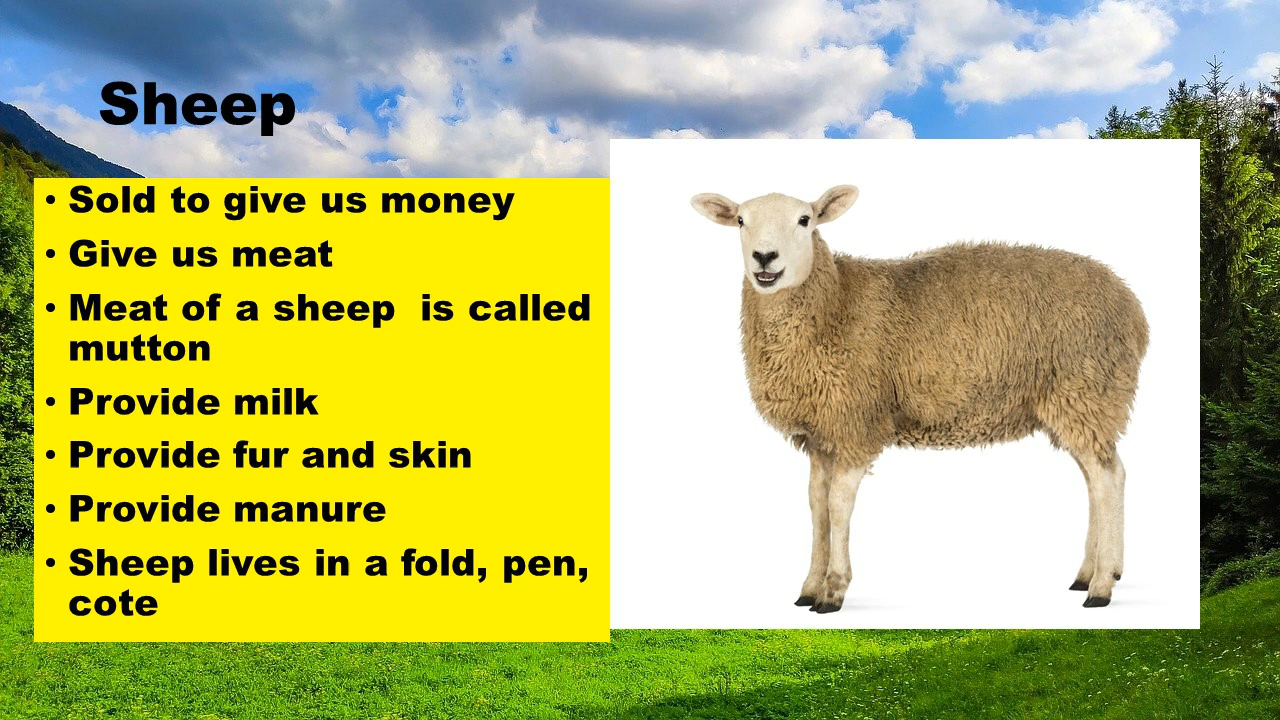 Sheep
• Sold to give us money
• Give us meat
• Meat of a sheep  is called
mutton
• Provide milk
• Provide fur and skin
• Provide manure
• Sheep lives in a fold, pen,
cote